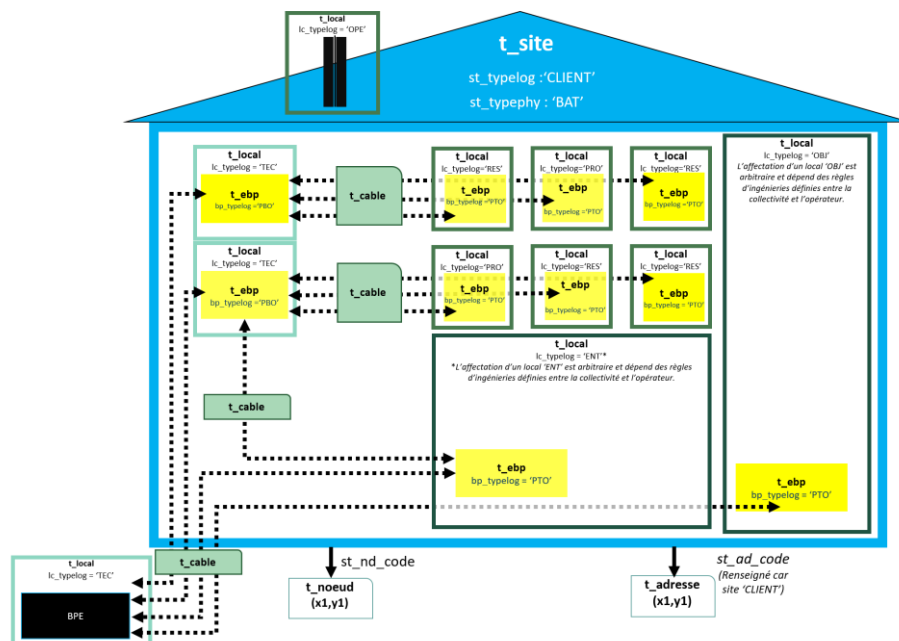 t_local
lc_typelog = 'OPE'
t_site
st_typelog :'CLIENT'
st_typephy : 'BAT'
t_local
lc_typelog = 'TEC'
t_ebp
bp_typelog ='PBO'
t_cable
t_local
lc_typelog='RES'
t_ebp
bp_typelog ='PTO'
t_local
lc_typelog='PRO'
t_ebp
bp_typelog ='PTO'
t_local
lc_typelog='RES'
t_ebp
bp_typelog ='PTO'
t_local
lc_typelog = 'OBJ'
L'affectation d'un local 'OBJ' est
arbitraire et dépend des règles
d'ingénieries définies entre la
collectivité et l'opérateur.
t_local
lc_typelog = 'TEC'
t_ebp
bp_typelog ='PBO'
t_cable
t_local
lc_typelog='PRO'
t_ebp
bp_typelog = 'PTO'
t_local
lc_typelog='RES'
t_ebp
bp_typelog = 'PTO'
t_local
lc_typelog='RES'
t_ebp
bp_typelog = 'PTO'
t_local
lc_typelog = 'ENT'*
*L'affectation d'un local 'ENT' est arbitraire et dépend des règles
d'ingénieries définies entre la collectivité et l'opérateur.
t_cable
t_ebp
bp_typelog = 'PTO'
t_ebp
bp_typelog = 'PTO'
t_cable
t_local
lc_typelog = 'TEC'
BPE
st_nd_code
t_noeud
(x1,y1)
st_ad_code
(Renseigné car
site 'CLIENT')
t_adresse
(x1,y1)